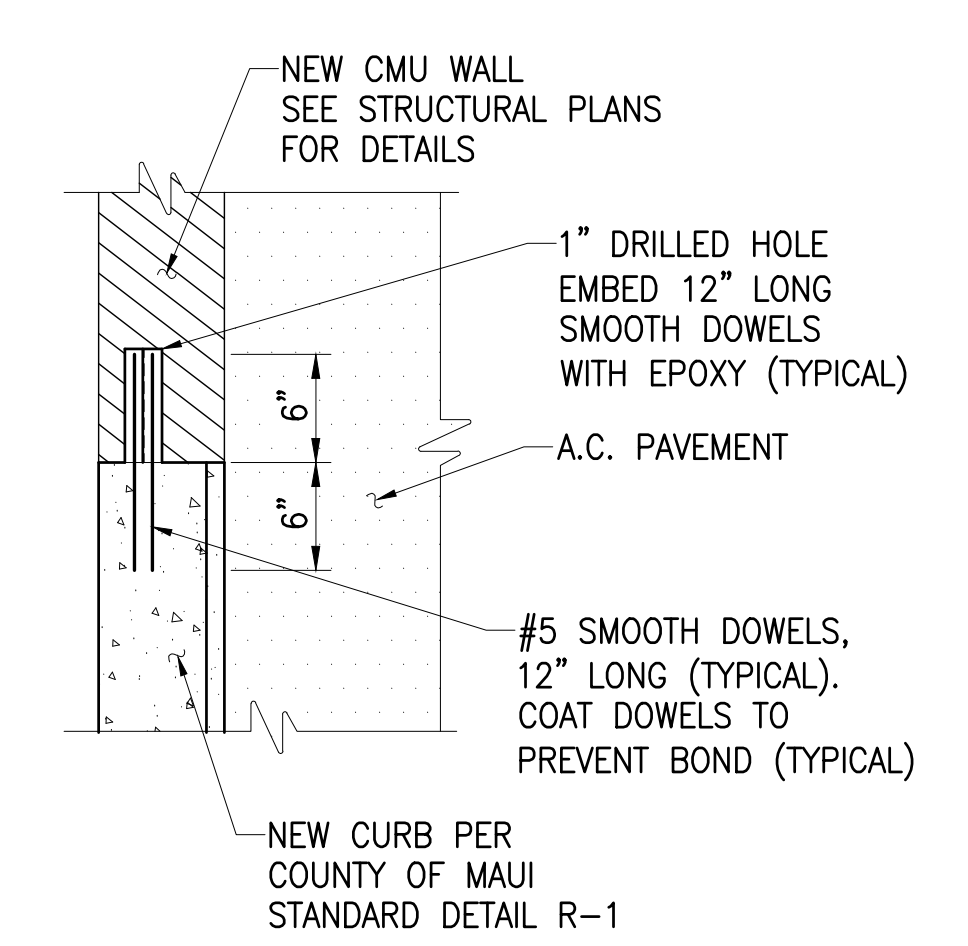 NEW CMU WALL
SEE STRUCTURAL PLANS
FOR DETAILS
1" DRILLED HOLE
EMBED 12" LONG
SMOOTH DOWELS
WITH EPOXY (TYPICAL)
6"
A.C. PAVEMENT
6"
#5 SMOOTH DOWELS,
12" LONG (TYPICAL).
COAT DOWELS TO
PREVENT BOND (TYPICAL)
NEW CURB PER
COUNTY OF MAUI
STANDARD DETAIL R-1